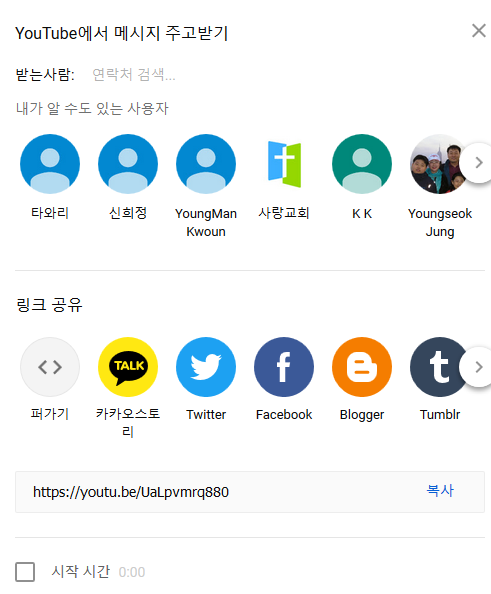 YouTube에서 메시지 주고받기
받는사람: 연락처 검색...
내가 알 수도 있는 사용자
타와리
신희정
YoungMan
Kwoun
사랑교회
K K
Youngseok
Jung
링크 공유
TALK
퍼가기
카카오스토
리
Twitter
Facebook
Blogger
Tumblr
https://youtu.be/UaLpvmrq880 복사
시작 시간 0:00